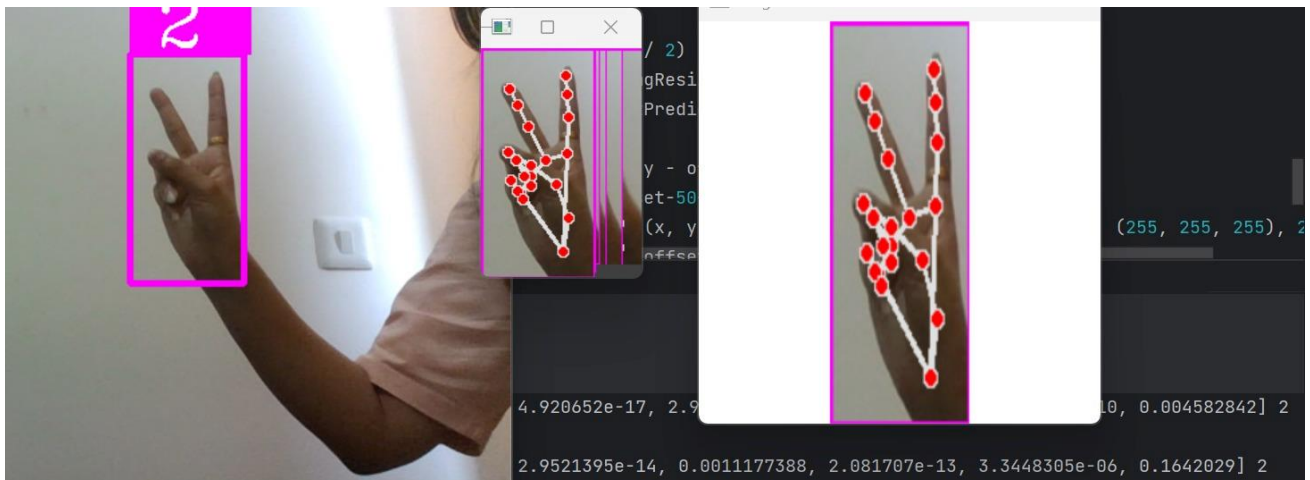 2
/ 2)
gResi
Predi
y - o
et-50
(x, y
(255, 255, 255), 2
offse
4.920652e-17, 2.9
10, 0.004582842] 2
2.9521395e-14, 0.0011177388, 2.081707e-13, 3.3448305e-06, 0.1642029] 2